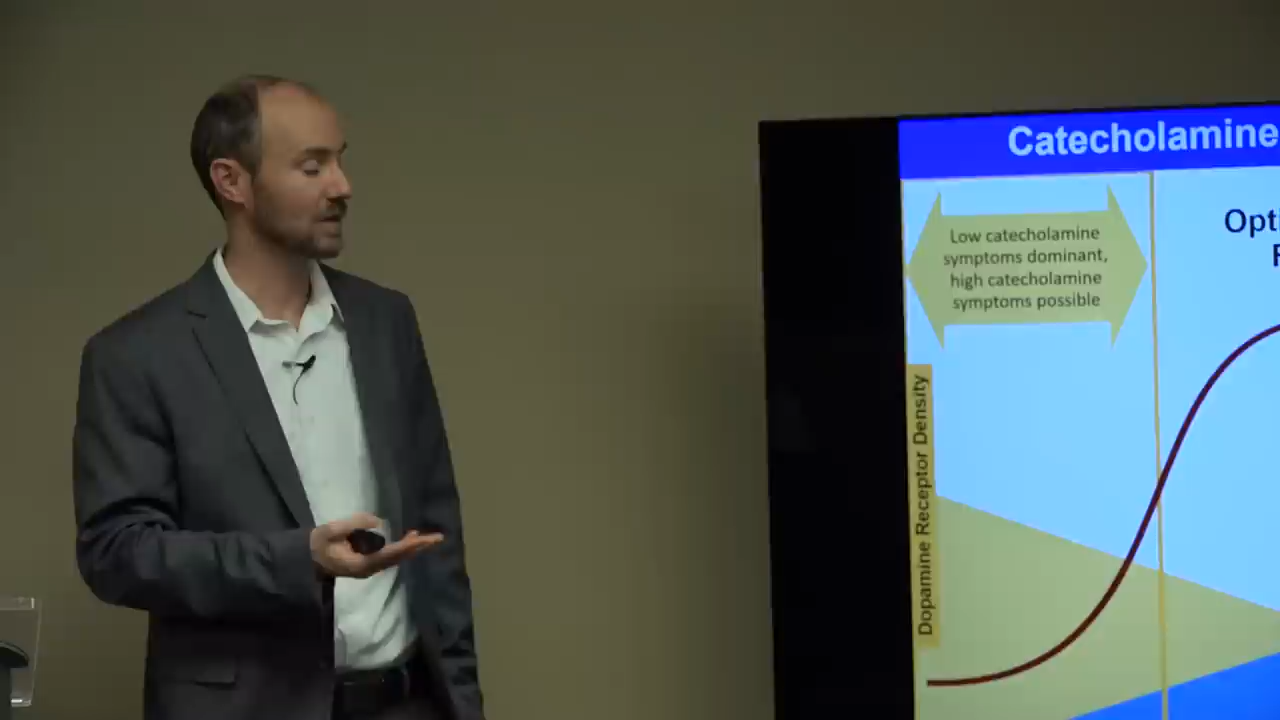 Catecholamine
Low catecholamine
symptoms dominant,
high catecholamine
symptoms possible
Dopamine Receptor Density